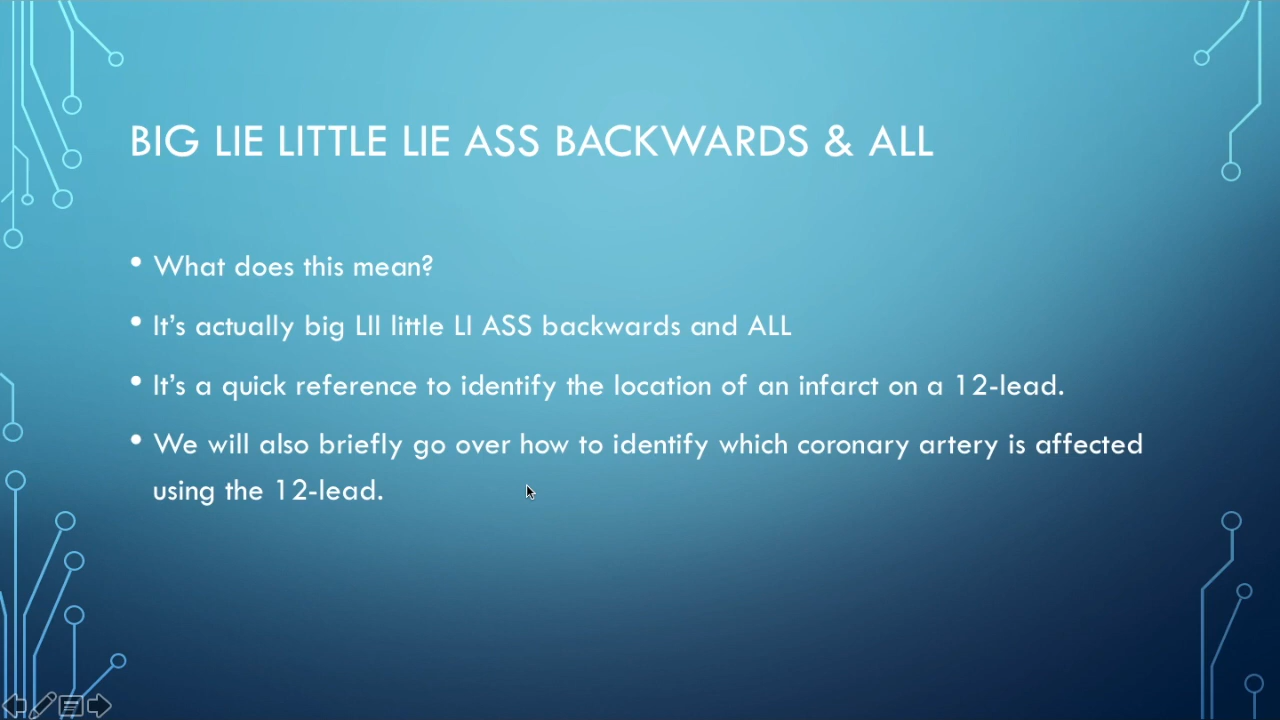 BIG LIE LITTLE LIE ASS BACKWARDS & ALL
• What does this mean?
• It's actually big LII little LI ASS backwards and ALL
• It's a quick reference to identify the location of an infarct on a 12-lead.
• We will also briefly go over how to identify which coronary artery is affected
using the 12-lead.